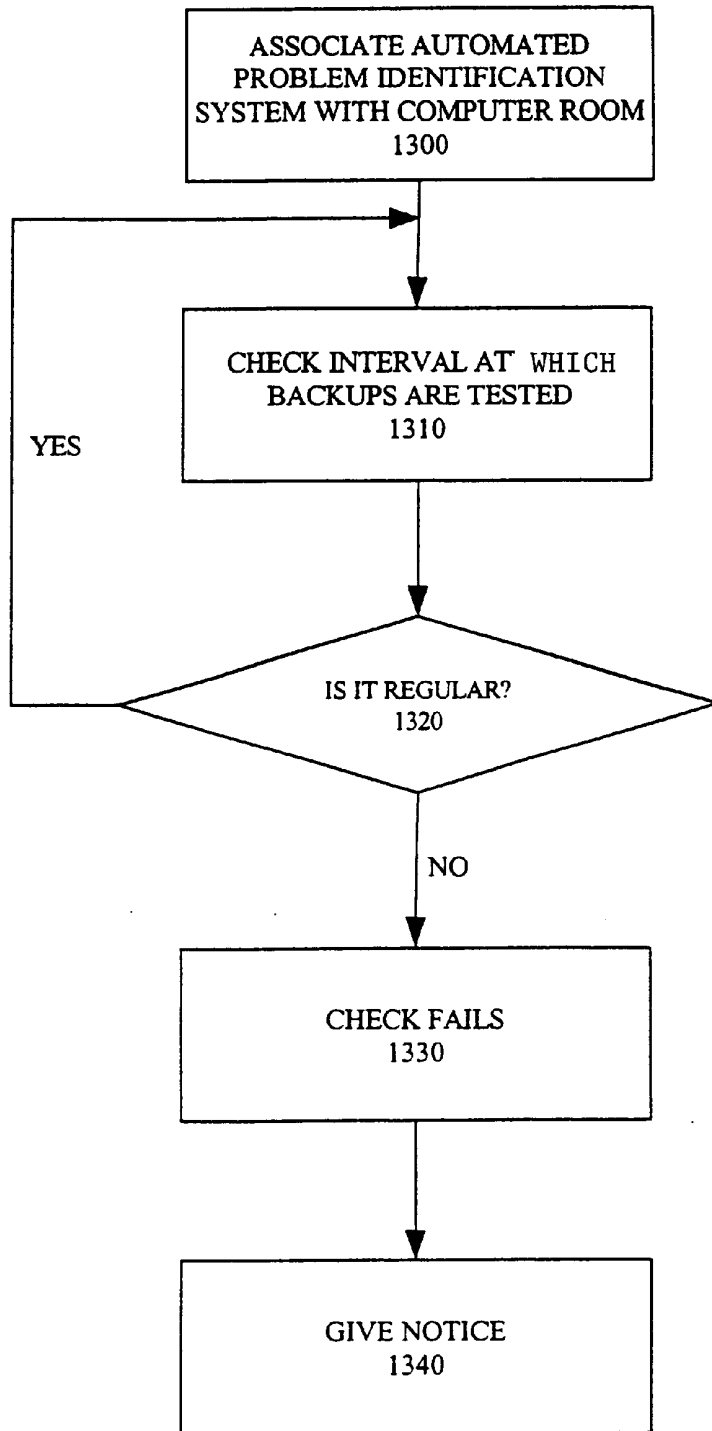 ASSOCIATE AUTOMATED
PROBLEM IDENTIFICATION
SYSTEM WITH COMPUTER ROOM
1300
CHECK INTERVAL AT WHICH
BACKUPS ARE TESTED
1310
YES
IS IT REGULAR?
1320
NO
CHECK FAILS
1330
GIVE NOTICE
1340